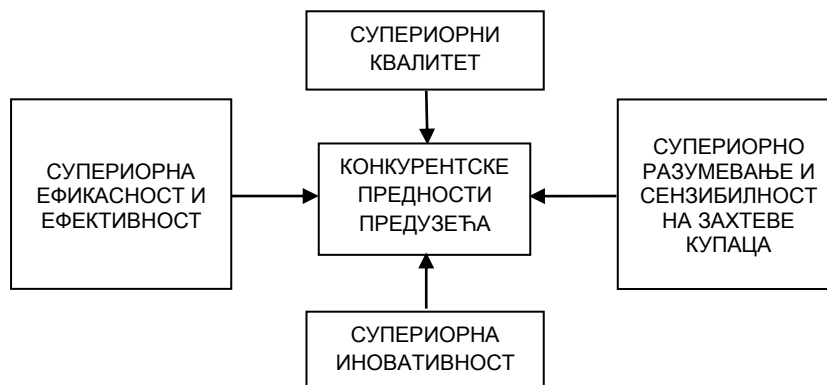 СУПЕРИОРНИ
КВАЛИТЕТ
СУПЕРИОРНА
ЕФИКАСНОСТ И
ЕФЕКТИВНОСТ
КОНКУРЕНТСКЕ
ПРЕДНОСТИ
ПРЕДУЗЕЋА
СУПЕРИОРНО
РАЗУМЕВАЊЕ И
СЕНЗИБИЛНОСТ
НА ЗАХТЕВЕ
КУПАЦА
СУПЕРИОРНА
ИНОВАТИВНОСТ